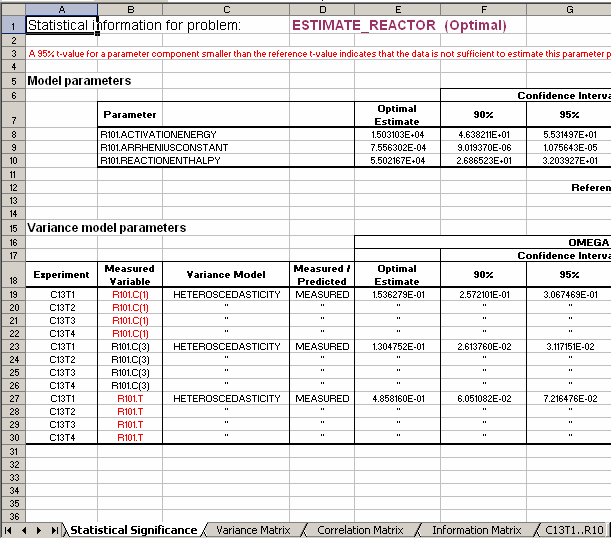 A B C D E F G
1 Statistical information for problem: ESTIMATE_REACTOR (Optimal)
2
3 A 95% t-value for a parameter component smaller than the reference t-value indicates that the data is not sufficient to estimate this parameter p
4
5 Model parameters
6 Confidence Interva
7 Parameter Optimal Estimate 90% 95%
8 R101.ACTIVATIONENERGY 1.503103E+04 4.638211E+01 5.531497E+01
9 R101.ARRHENIUSCONSTANT 7.556302E-04 9.019370E-06 1.075643E-05
10 R101.REACTIONENTHALPY 5.502167E+04 2.686523E+01 3.203927E+01
11
12 Referen
13
14
15 Variance model parameters
16 OMEGA
17 Confidence Interva
18 Experiment Measured Variable Variance Model Measured / Predicted Optimal Estimate 90% 95%
19 C13T1 R101.C(1) HETEROSCEDASTICITY MEASURED 1.536279E-01 2.572101E-01 3.067469E-01
20 C13T2 R101.C(1) " " " " "
21 C13T3 R101.C(1) " " " " "
22 C13T4 R101.C(1) " " " " "
23 C13T1 R101.C(3) HETEROSCEDASTICITY MEASURED 1.304752E-01 2.613760E-02 3.117151E-02
24 C13T2 R101.C(3) " " " " "
25 C13T3 R101.C(3) " " " " "
26 C13T4 R101.C(3) " " " " "
27 C13T1 R101.T HETEROSCEDASTICITY MEASURED 4.858160E-01 6.051082E-02 7.216476E-02
28 C13T2 R101.T " " " " "
29 C13T3 R101.T " " " " "
30 C13T4 R101.T " " " " "
31
32
33
34
35
36
Statistical Significance Variance Matrix Correlation Matrix Information Matrix C13T1..R10